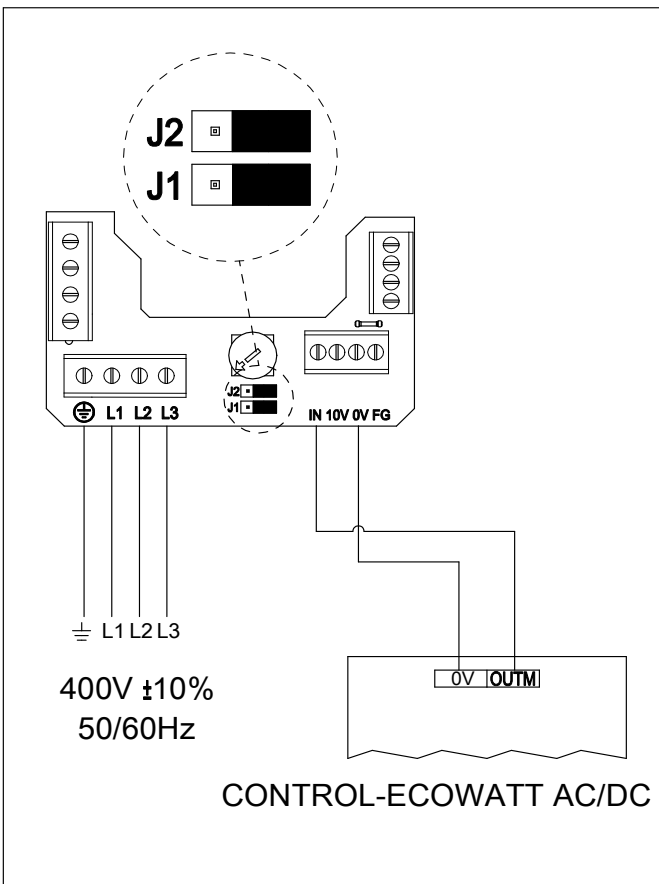 J2
J1
J2
J1
L1 L2 L3
IN 10V 0V FG
L1 L2 L3
400V ±10%
50/60Hz
0V OUTM
CONTROL-ECOWATT AC/DC